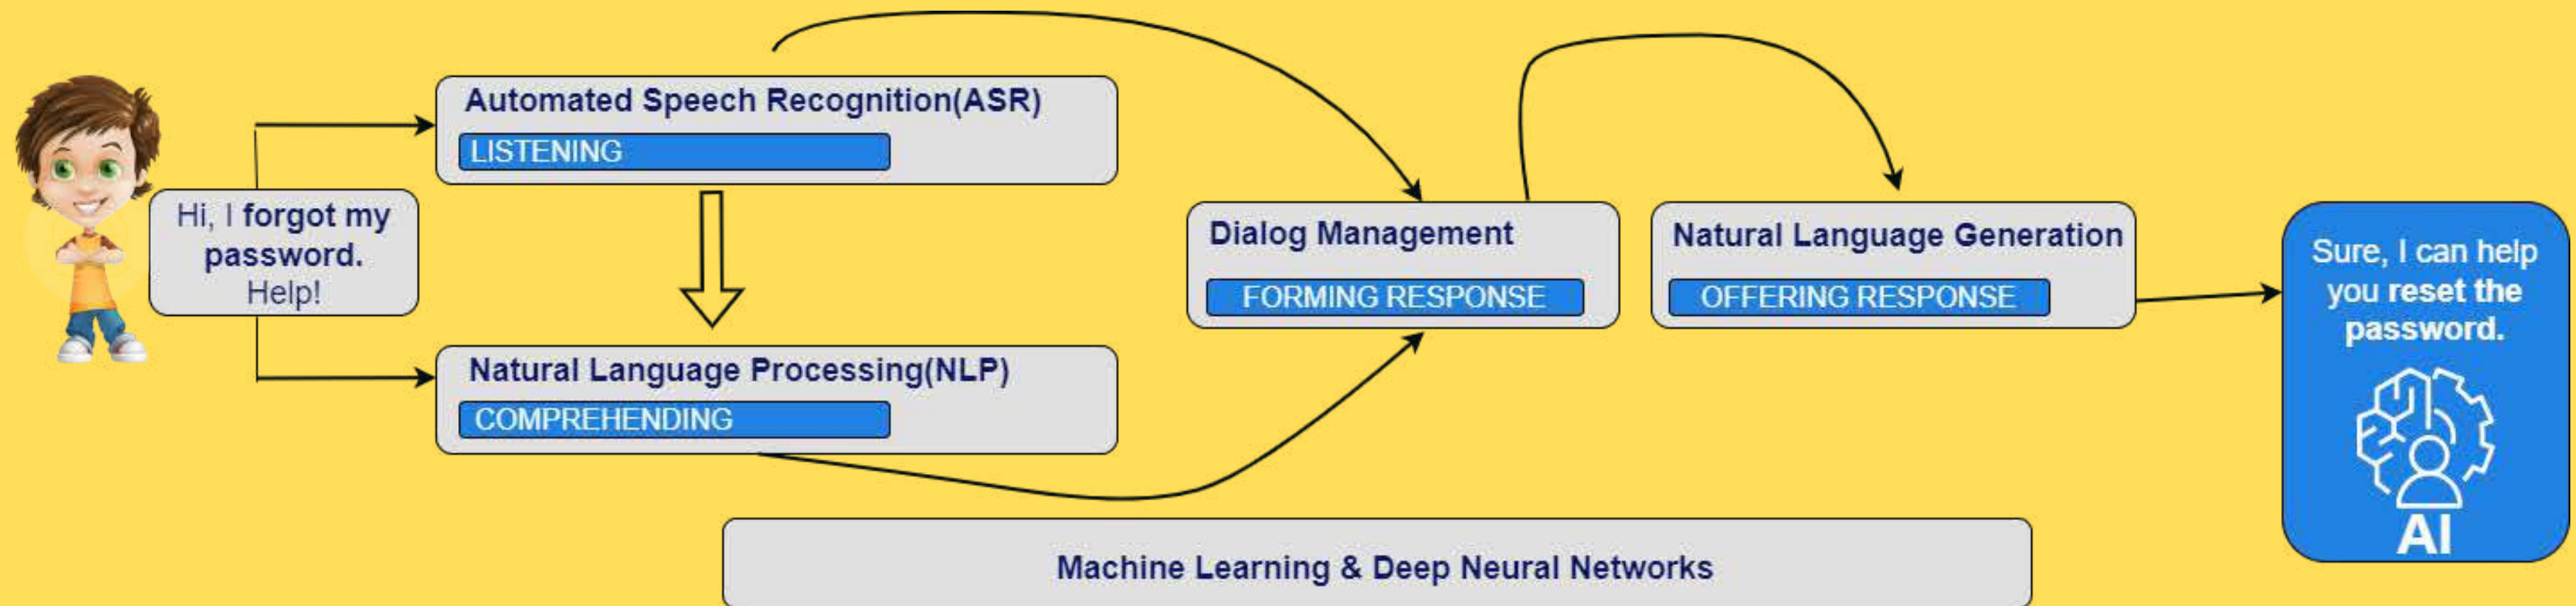 Hi, I forgot my
password.
Help!
Automated Speech Recognition(ASR)
LISTENING
Natural Language Processing(NLP)
COMPREHENDING
Dialog Management
FORMING RESPONSE
Natural Language Generation
OFFERING RESPONSE
Sure, I can help
you reset the
password.
AI
Machine Learning & Deep Neural Networks